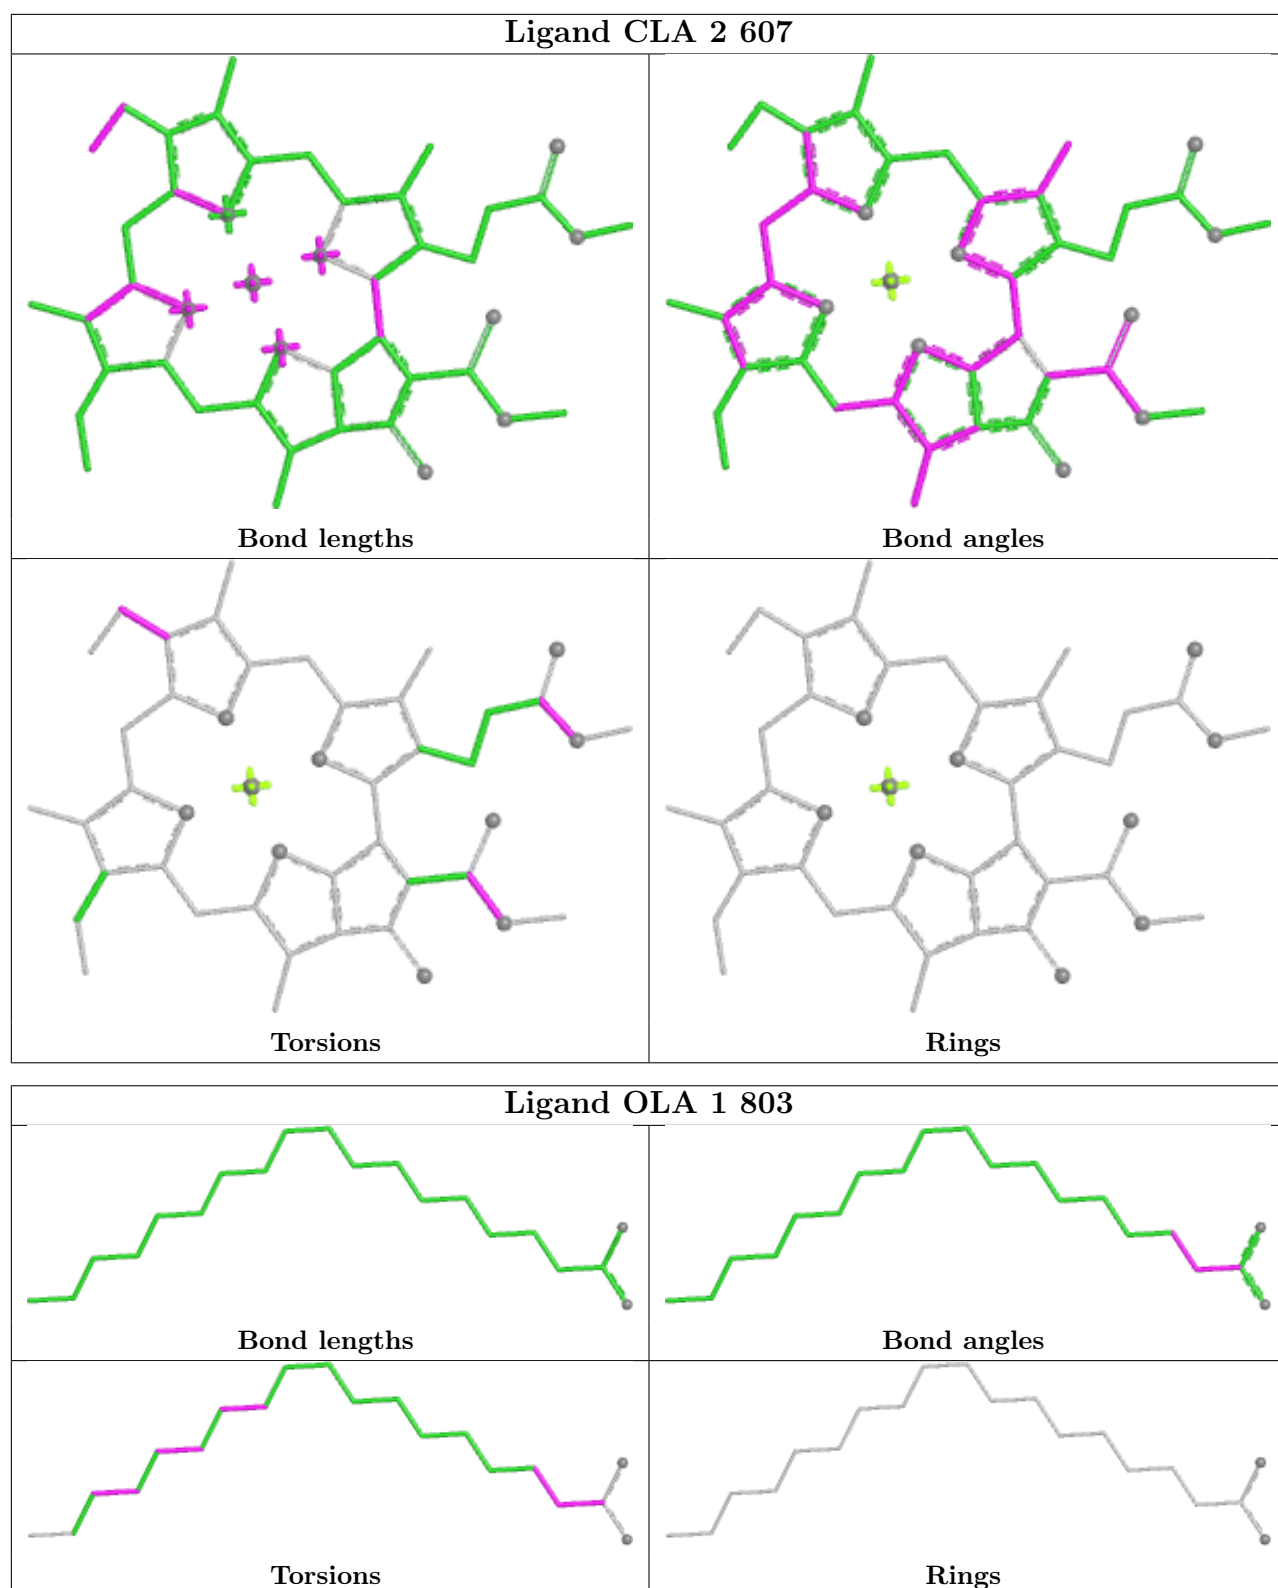 Ligand CLA 2 607
Bond lengths
Bond angles
Torsions
Rings
Ligand OLA 1 803
Bond lengths
Bond angles
Torsions
Rings